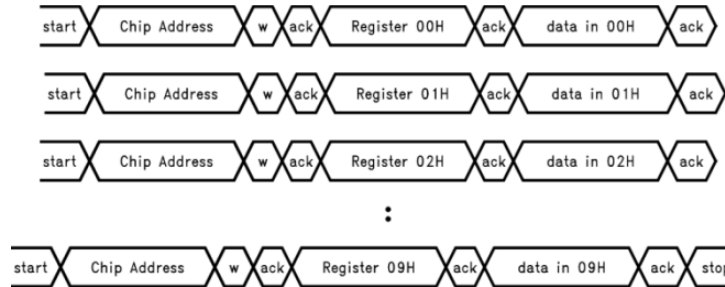 start Chip Address w ack Register 00H ack data in 00H ack
start Chip Address w ack Register 01H ack data in 01H ack
start Chip Address w ack Register 02H ack data in 02H ack
:
start Chip Address w ack Register 09H ack data in 09H ack stop